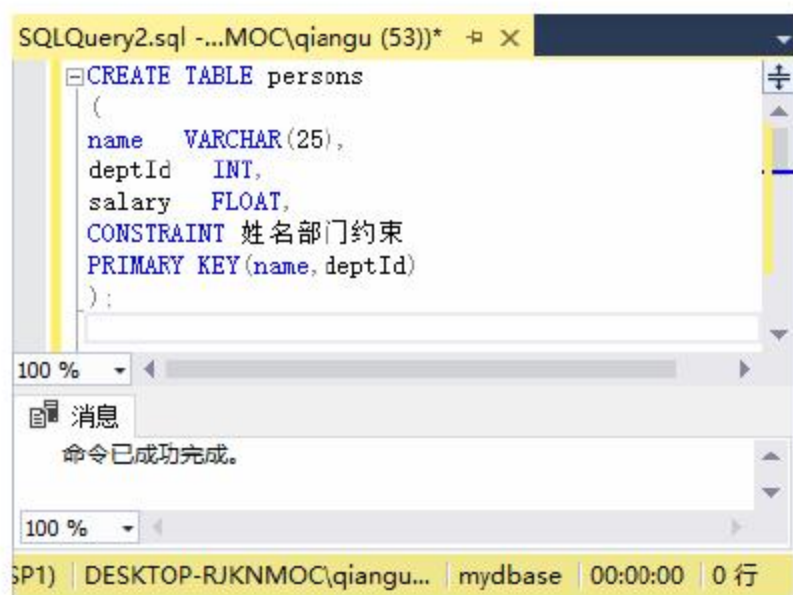 SQLQuery2.sql -...MOC\qiangu (53))*
CREATE TABLE persons
(
name VARCHAR(25),
deptId INT,
salary FLOAT,
CONSTRAINT 姓名部门约束
PRIMARY KEY(name,deptId)
);
100 %
消息
命令已成功完成。
100 %
SP1) DESKTOP-RJKNMOC\qiangu... mydbase 00:00:00 0 行